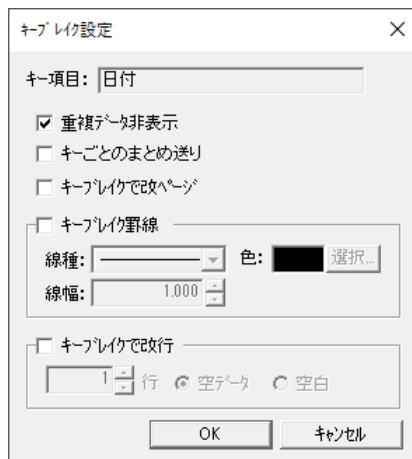 ｷｰﾌﾞﾚｲｸ設定
キー項目: 日付
重複ﾃﾞｰﾀ非表示
ｷｰごとのまとめ送り
ｷｰﾌﾞﾚｲｸで改ﾍﾟｰｼﾞ
ｷｰﾌﾞﾚｲｸ罫線
線種: 色: 選択...
線幅: 1.000
ｷｰﾌﾞﾚｲｸで改行
1 行 空ﾃﾞｰﾀ 空白
OK ｷｬﾝｾﾙ